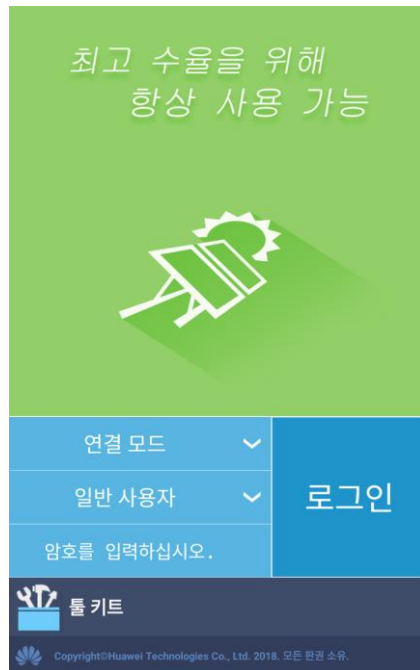 최고 수율을 위해
항상 사용 가능
연결 모드
일반 사용자
로그인
암호를 입력하십시오.
툴 키트
Copyright©Huawei Technologies Co., Ltd. 2018. 모든 판권 소유.